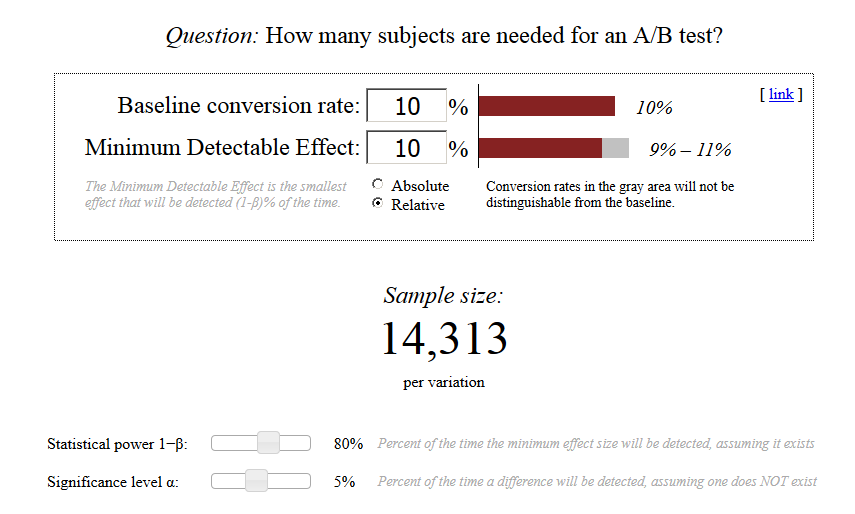 Question: How many subjects are needed for an A/B test?
[ link ]
Baseline conversion rate: 10 % 10%
Minimum Detectable Effect: 10 % 9% – 11%
The Minimum Detectable Effect is the smallest
effect that will be detected (1-β)% of the time.
Absolute
Relative
Conversion rates in the gray area will not be
distinguishable from the baseline.
Sample size:
14,313
per variation
Statistical power 1−β: 80% Percent of the time the minimum effect size will be detected, assuming it exists
Significance level α: 5% Percent of the time a difference will be detected, assuming one does NOT exist